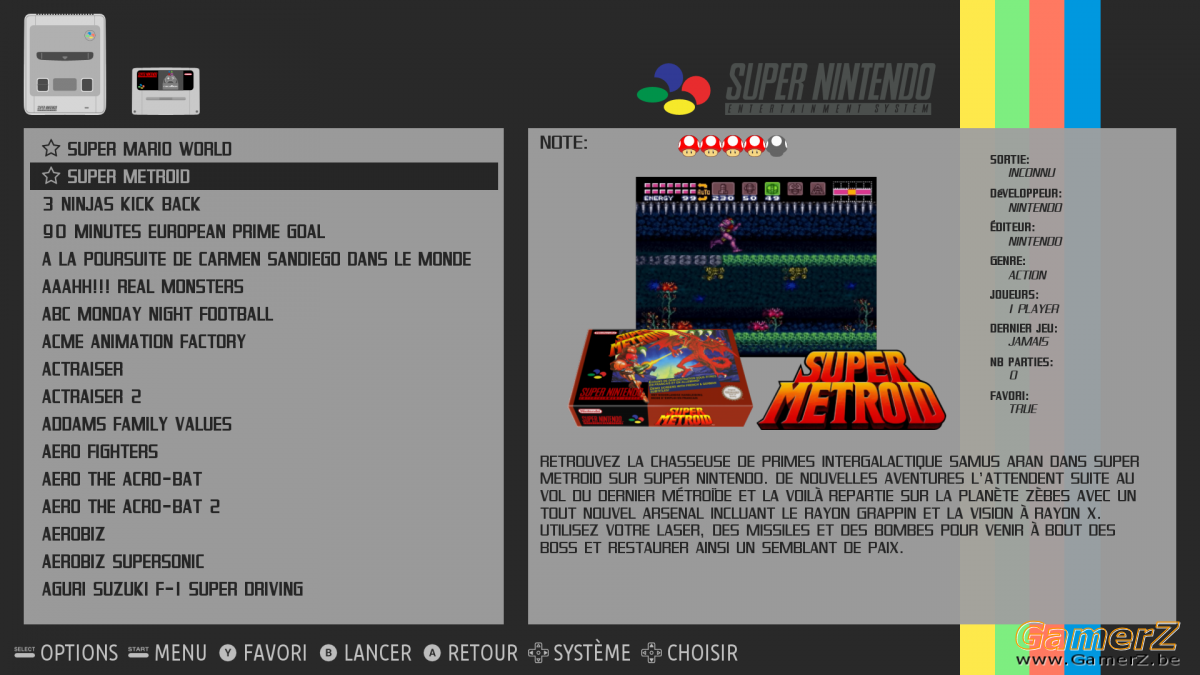 SUPER NINTENDO
ENTERTAINMENT SYSTEM
☆ SUPER MARIO WORLD
☆ SUPER METROID
3 NINJAS KICK BACK
90 MINUTES EUROPEAN PRIME GOAL
A LA POURSUITE DE CARMEN SANDIEGO DANS LE MONDE
AAAHH!!! REAL MONSTERS
ABC MONDAY NIGHT FOOTBALL
ACME ANIMATION FACTORY
ACTRAISER
ACTRAISER 2
ADDAMS FAMILY VALUES
AERO FIGHTERS
AERO THE ACRO-BAT
AERO THE ACRO-BAT 2
AEROBIZ
AEROBIZ SUPERSONIC
AGURI SUZUKI F-1 SUPER DRIVING
NOTE:
AUTO
ENERGY 99 230 50 49
SUPER
METROID
SUPER NINTENDO
Nintendo
SUPER NINTENDO
SUPER
METROID
SUPER
METROID
SORTIE:
INCONNU
DéVELOPPEUR:
NINTENDO
ÉDITEUR:
NINTENDO
GENRE:
ACTION
JOUEURS:
1 PLAYER
DERNIER JEU:
JAMAIS
NB PARTIES:
0
FAVORI:
TRUE
RETROUVEZ LA CHASSEUSE DE PRIMES INTERGALACTIQUE SAMUS ARAN DANS SUPER
METROID SUR SUPER NINTENDO. DE NOUVELLES AVENTURES L'ATTENDENT SUITE AU
VOL DU DERNIER MÉTROÏDE ET LA VOILÀ REPARTIE SUR LA PLANÈTE ZÈBES AVEC UN
TOUT NOUVEL ARSENAL INCLUANT LE RAYON GRAPPIN ET LA VISION À RAYON X.
UTILISEZ VOTRE LASER, DES MISSILES ET DES BOMBES POUR VENIR À BOUT DES
BOSS ET RESTAURER AINSI UN SEMBLANT DE PAIX.
SELECT OPTIONS START MENU Y FAVORI B LANCER A RETOUR SYSTÈME CHOISIR
GamerZ
www.GamerZ.be